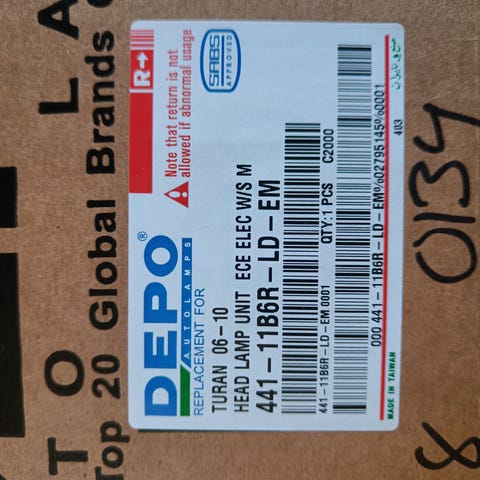 T O L A
Top 20 Global Brands
R→
Note that return is not
allowed if abnormal usage
SABS
APPROVED
DEPO®
AUTOLAMPS
REPLACEMENT FOR
TURAN 06-10
HEAD LAMP UNIT ECE ELEC W/S M
441-11B6R-LD-EM
441-11B6R-LD-EM 0001 QTY:1 PCS C2000
000 441-11B6R-LD-EM%02795145%0001
MADE IN TAIWAN
403
8 0134